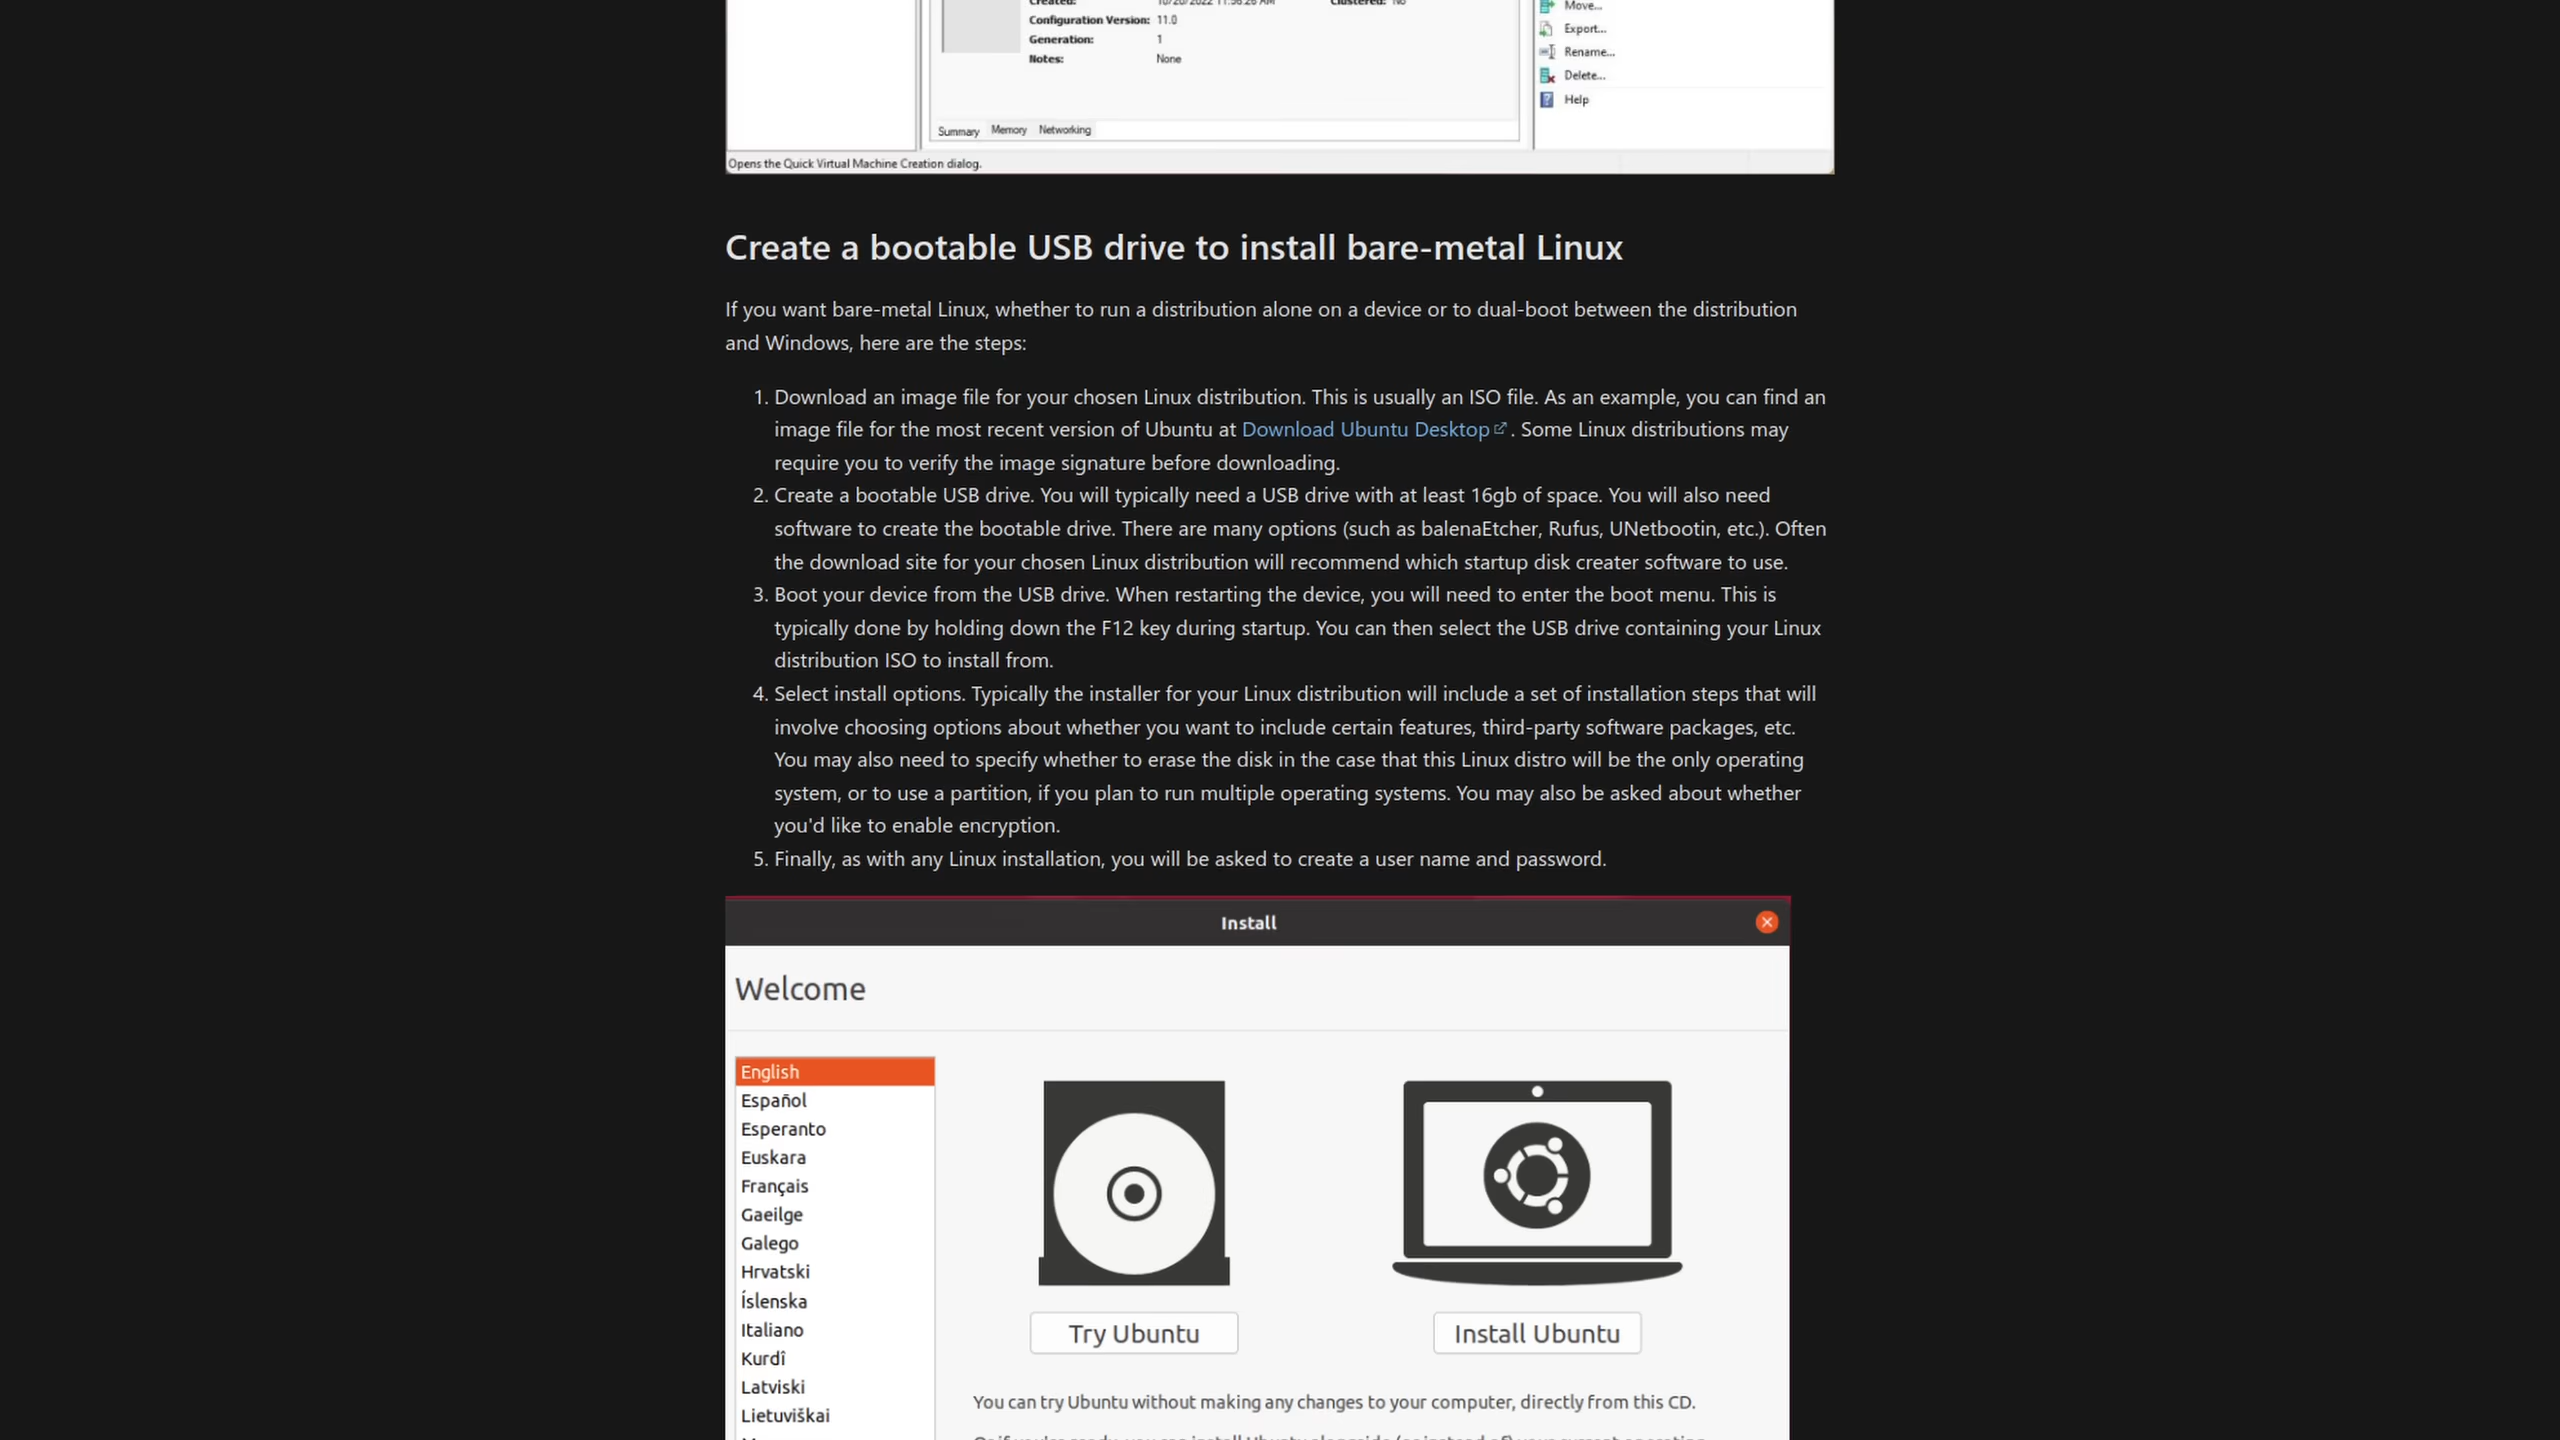 Configuration Version: 11.0
Generation: 1
Notes: None
Summary Memory Networking
Opens the Quick Virtual Machine Creation dialog.
Move...
Export...
Rename...
Delete...
Help
Create a bootable USB drive to install bare-metal Linux
If you want bare-metal Linux, whether to run a distribution alone on a device or to dual-boot between the distribution
and Windows, here are the steps:
1. Download an image file for your chosen Linux distribution. This is usually an ISO file. As an example, you can find an
image file for the most recent version of Ubuntu at Download Ubuntu Desktop. Some Linux distributions may
require you to verify the image signature before downloading.
2. Create a bootable USB drive. You will typically need a USB drive with at least 16gb of space. You will also need
software to create the bootable drive. There are many options (such as balenaEtcher, Rufus, UNetbootin, etc.). Often
the download site for your chosen Linux distribution will recommend which startup disk creater software to use.
3. Boot your device from the USB drive. When restarting the device, you will need to enter the boot menu. This is
typically done by holding down the F12 key during startup. You can then select the USB drive containing your Linux
distribution ISO to install from.
4. Select install options. Typically the installer for your Linux distribution will include a set of installation steps that will
involve choosing options about whether you want to include certain features, third-party software packages, etc.
You may also need to specify whether to erase the disk in the case that this Linux distro will be the only operating
system, or to use a partition, if you plan to run multiple operating systems. You may also be asked about whether
you'd like to enable encryption.
5. Finally, as with any Linux installation, you will be asked to create a user name and password.
Install
Welcome
English
Español
Esperanto
Euskara
Français
Gaeilge
Galego
Hrvatski
Íslenska
Italiano
Kurdî
Latviski
Lietuviškai
Try Ubuntu
Install Ubuntu
You can try Ubuntu without making any changes to your computer, directly from this CD.